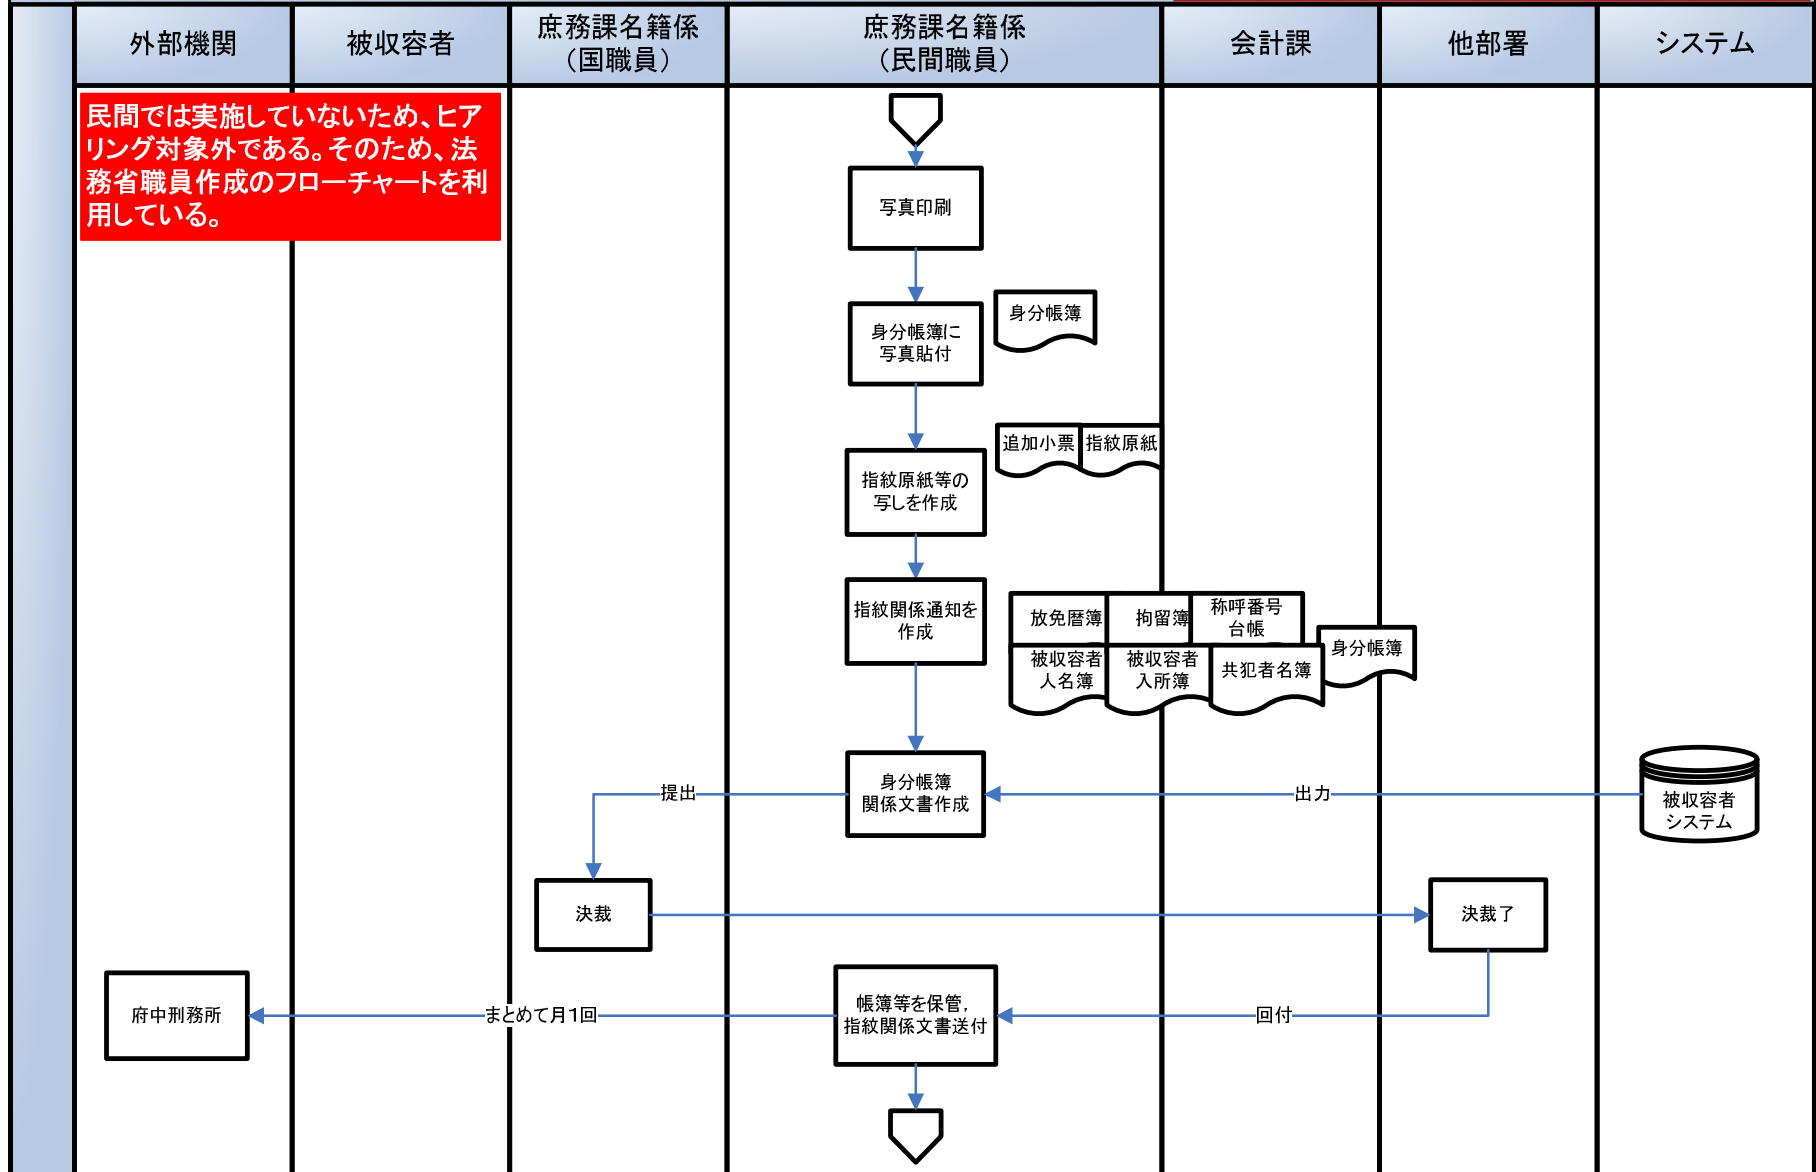 外部機関
被収容者
庶務課名籍係
（国職員）
庶務課名籍係
（民間職員）
会計課
他部署
システム
民間では実施していないため、ヒア
リング対象外である。そのため、法
務省職員作成のフローチャートを利
用している。
写真印刷
身分帳簿に
写真貼付
身分帳簿
追加小票
指紋原紙
指紋原紙等の
写しを作成
指紋関係通知を
作成
放免暦簿
拘留簿
称呼番号
台帳
身分帳簿
被収容者
人名簿
被収容者
入所簿
共犯者名簿
身分帳簿
関係文書作成
提出
出力
被収容者
システム
決裁
決裁了
府中刑務所
まとめて月1回
帳簿等を保管，
指紋関係文書送付
回付